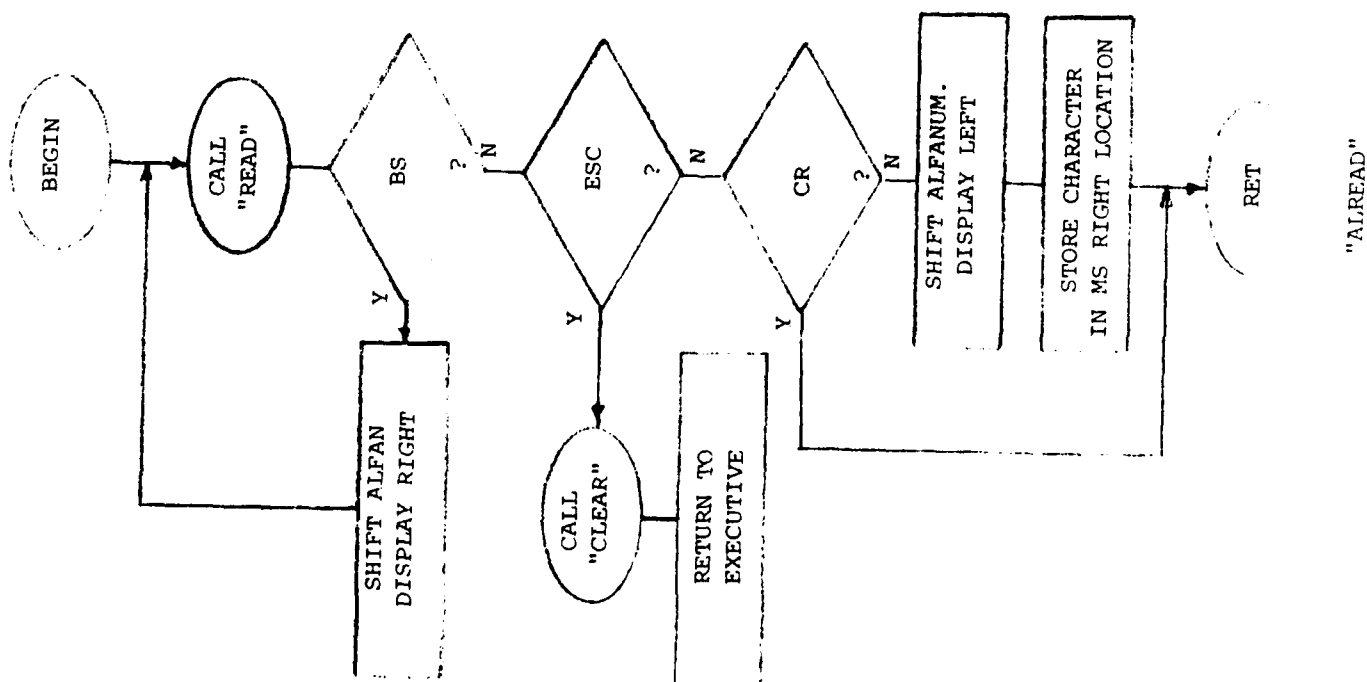 BEGIN
CALL
"READ"
BS
?
N
Y
SHIFT ALFAN
DISPLAY RIGHT
ESC
?
N
Y
CALL
"CLEAR"
RETURN TO
EXECUTIVE
CR
?
N
Y
SHIFT ALFANUM.
DISPLAY LEFT
STORE CHARACTER
IN MS RIGHT LOCATION
RET
"ALREAD"